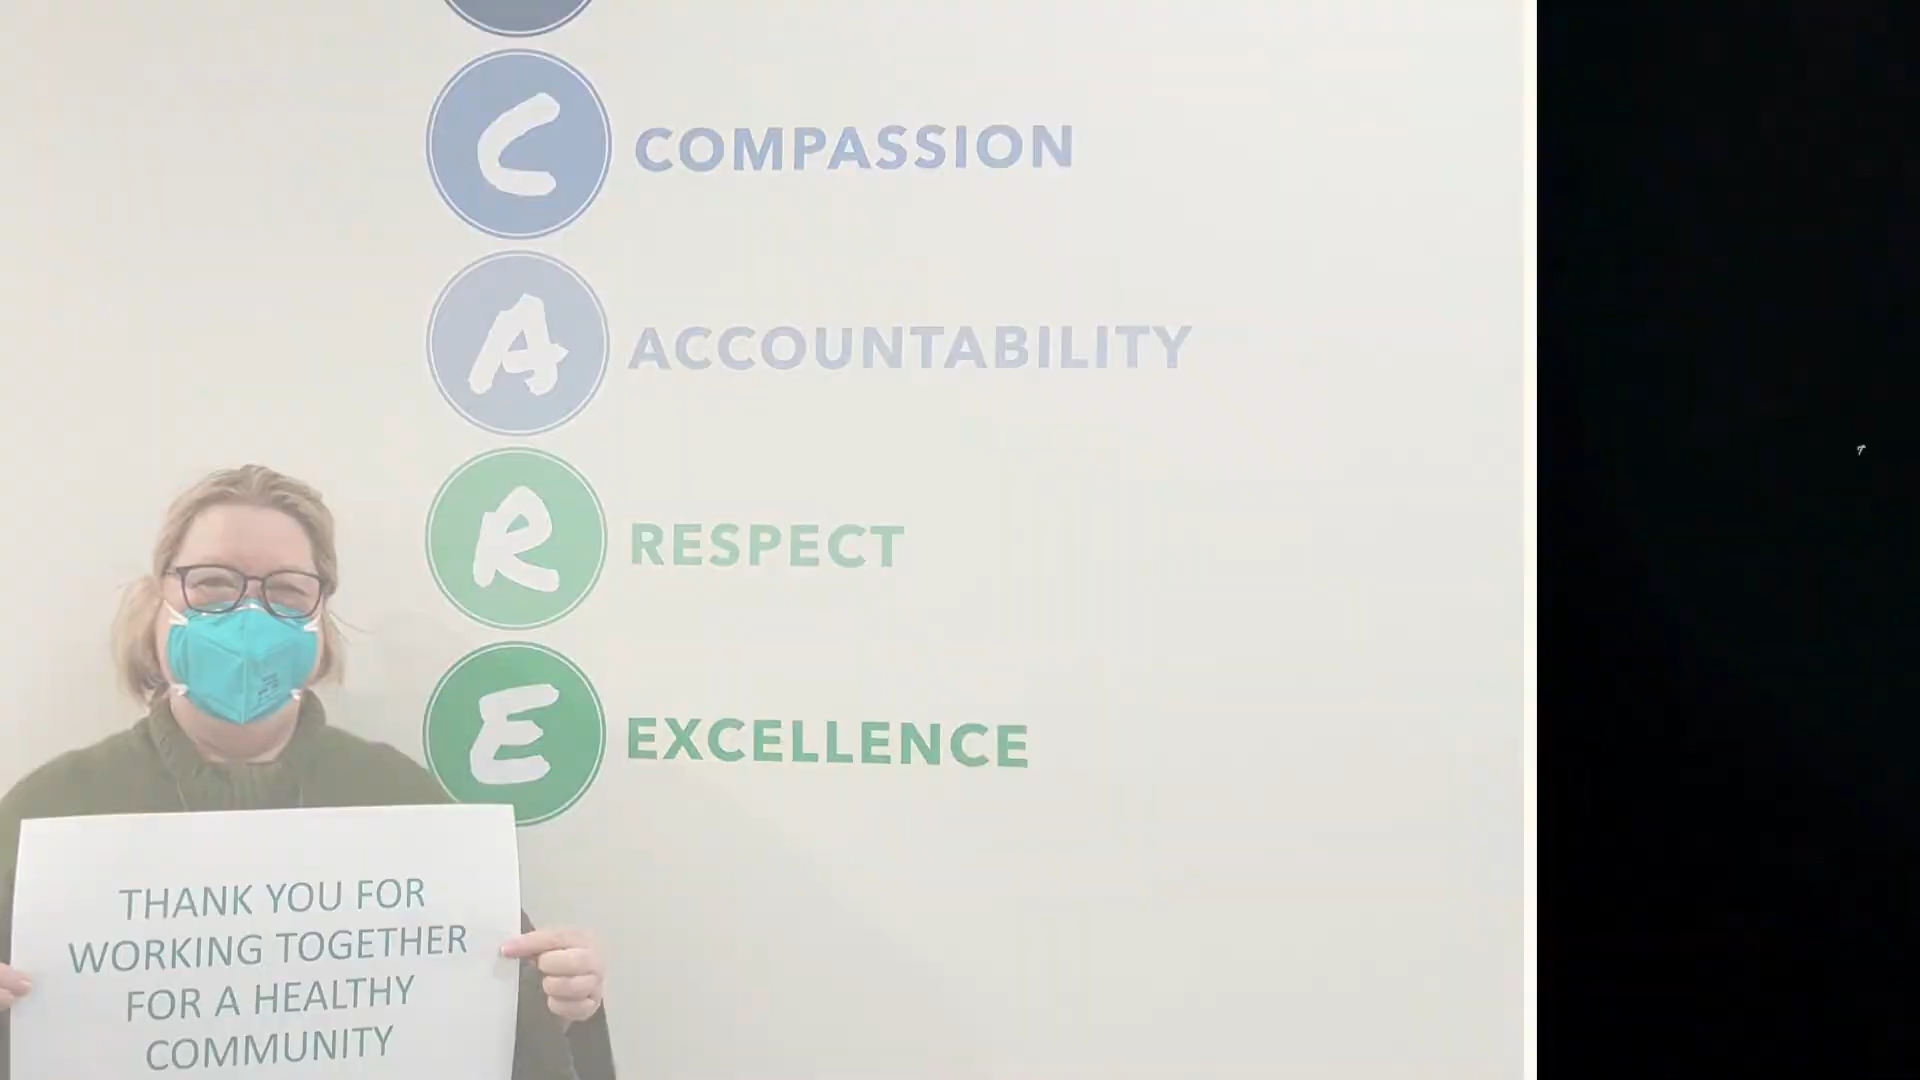 C COMPASSION
A ACCOUNTABILITY
R RESPECT
E EXCELLENCE
THANK YOU FOR
WORKING TOGETHER
FOR A HEALTHY
COMMUNITY